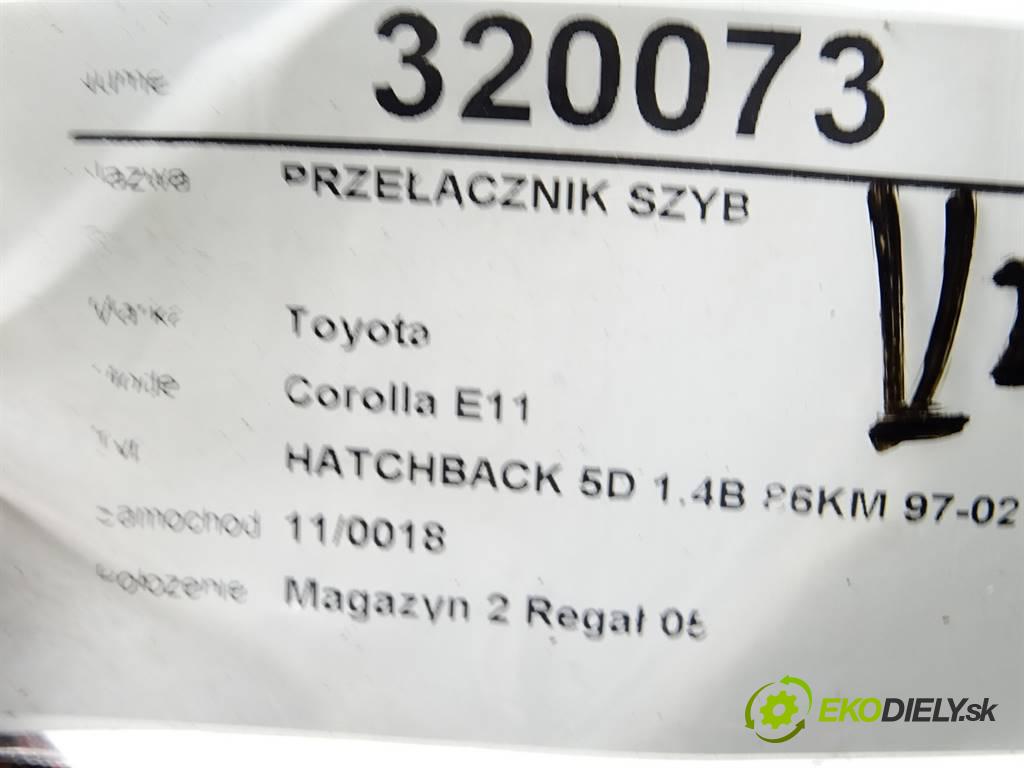 320073
PRZEŁĄCZNIK SZYB
Toyota
Corolla E11
HATCHBACK 5D 1.4B 86KM 97-02
samochod 11/0018
Magazyn 2 Regał 05
EKODIELY.sk